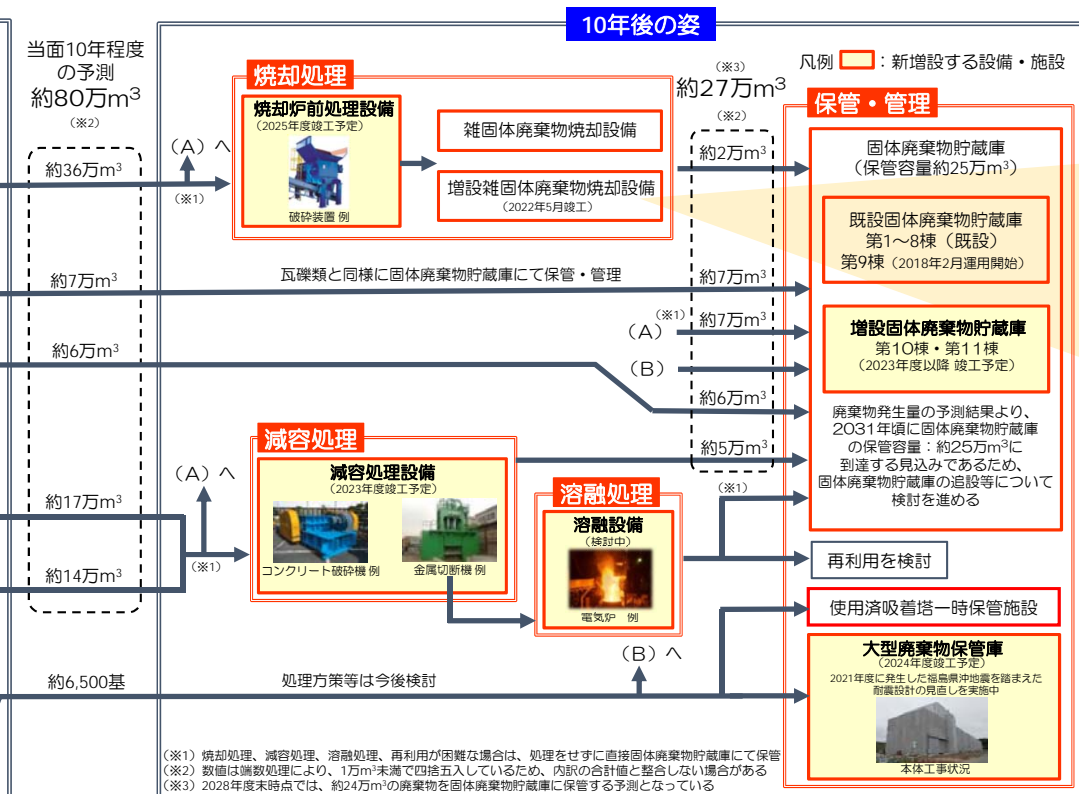 10年後の姿
当面10年程度
の予測
約80万m³
(※2)
約36万m³
約7万m³
約6万m³
約17万m³
約14万m³
約6,500基
(A)へ
(※1)
焼却処理
焼却炉前処理設備
(2025年度竣工予定)
破砕装置 例
雑固体廃棄物焼却設備
増設雑固体廃棄物焼却設備
(2022年5月竣工)
瓦礫類と同様に固体廃棄物貯蔵庫にて保管・管理
(※3)
約27万m³
(※2)
約2万m³
約7万m³
(A)
(※1)
約7万m³
(B)
約6万m³
約5万m³
(A)へ
(※1)
減容処理
減容処理設備
(2023年度竣工予定)
コンクリート破砕機 例
金属切断機 例
溶融処理
溶融設備
(検討中)
電気炉 例
(※1)
(B)へ
処理方策等は今後検討
凡例 :新増設する設備・施設
保管・管理
固体廃棄物貯蔵庫
(保管容量約25万m³)
既設固体廃棄物貯蔵庫
第1~8棟(既設)
第9棟(2018年2月運用開始)
増設固体廃棄物貯蔵庫
第10棟・第11棟
(2023年度以降 竣工予定)
廃棄物発生量の予測結果より、
2031年頃に固体廃棄物貯蔵庫
の保管容量:約25万m³に
到達する見込みであるため、
固体廃棄物貯蔵庫の追設等について
検討を進める
再利用を検討
使用済吸着塔一時保管施設
大型廃棄物保管庫
(2024年度竣工予定)
2021年度に発生した福島県沖地震を踏まえた
耐震設計の見直しを実施中
本体工事状況
(※1)焼却処理、減容処理、溶融処理、再利用が困難な場合は、処理をせずに直接固体廃棄物貯蔵庫にて保管
(※2)数値は端数処理により、1万m³未満で四捨五入しているため、内訳の合計値と整合しない場合がある
(※3)2028年度末時点では、約24万m³の廃棄物を固体廃棄物貯蔵庫に保管する予測となっている